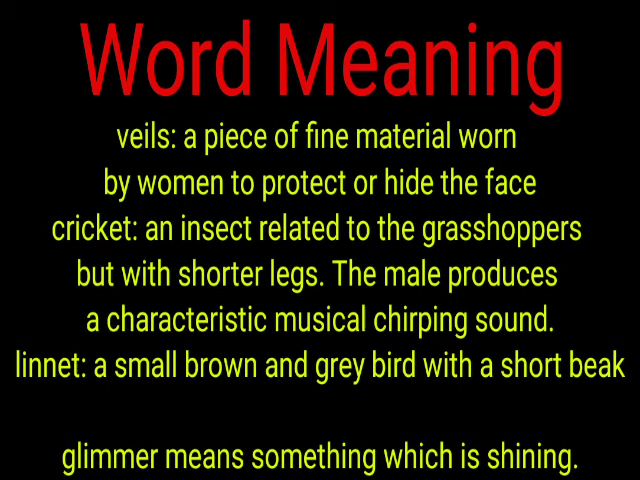 Word Meaning
veils: a piece of fine material worn
by women to protect or hide the face
cricket: an insect related to the grasshoppers
but with shorter legs. The male produces
a characteristic musical chirping sound.
linnet: a small brown and grey bird with a short beak
glimmer means something which is shining.